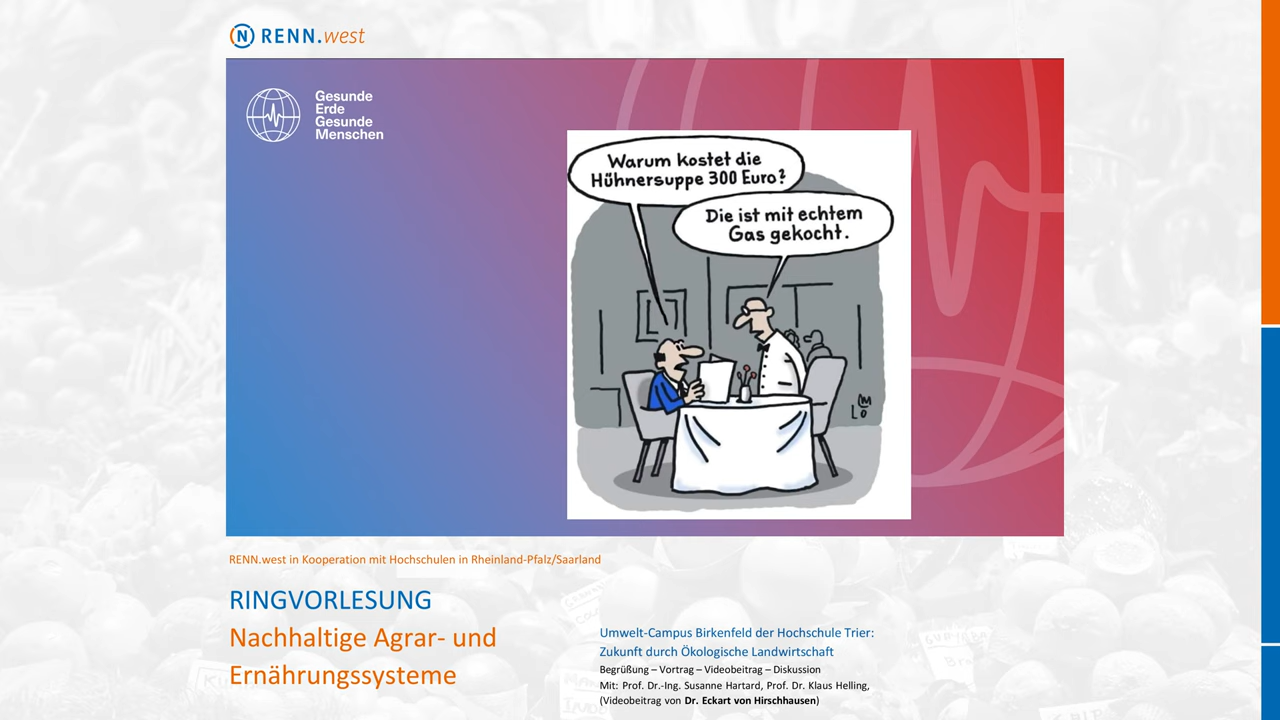 RENN.west
Gesunde
Erde
Gesunde
Menschen
Warum kostet die
Hühnersuppe 300 Euro?
Die ist mit echtem
Gas gekocht.
RENN.west in Kooperation mit Hochschulen in Rheinland-Pfalz/Saarland
RINGVORLESUNG
Nachhaltige Agrar- und
Ernährungssysteme
Umwelt-Campus Birkenfeld der Hochschule Trier:
Zukunft durch Ökologische Landwirtschaft
Begrüßung – Vortrag – Videobeitrag – Diskussion
Mit: Prof. Dr.-Ing. Susanne Hartard, Prof. Dr. Klaus Helling,
(Videobeitrag von Dr. Eckart von Hirschhausen)